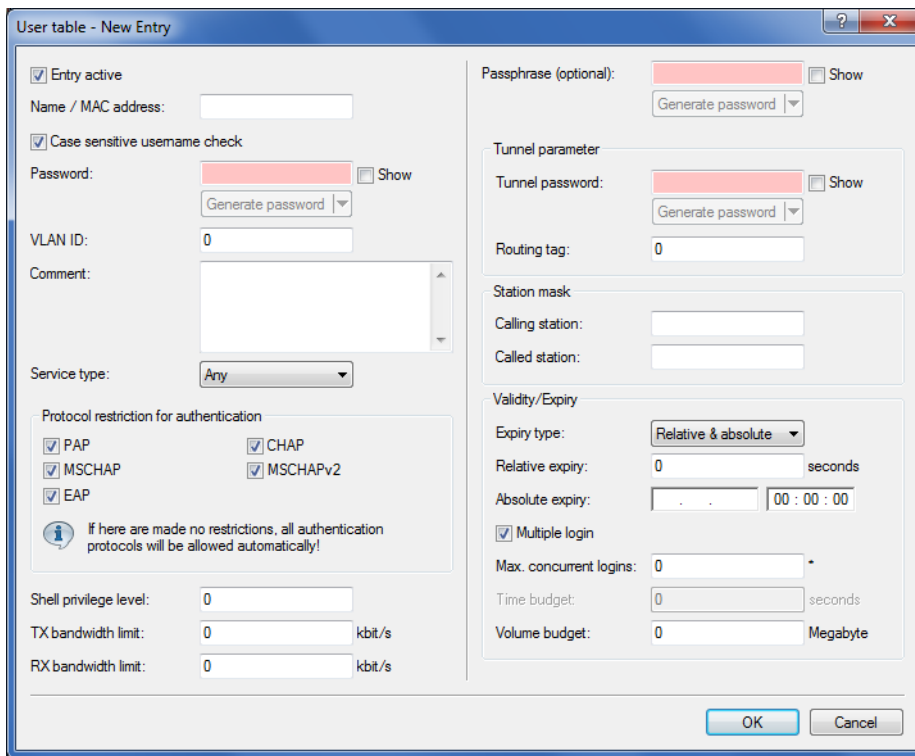 User table - New Entry
Entry active
Name / MAC address:
Case sensitive username check
Password:
Show
Generate password
VLAN ID:
0
Comment:
Service type:
Any
Protocol restriction for authentication
PAP
CHAP
MSCHAP
MSCHAPv2
EAP
If here are made no restrictions, all authentication
protocols will be allowed automatically!
Shell privilege level:
0
TX bandwidth limit:
0
kbit/s
RX bandwidth limit:
0
kbit/s
Passphrase (optional):
Show
Generate password
Tunnel parameter
Tunnel password:
Show
Generate password
Routing tag:
0
Station mask
Calling station:
Called station:
Validity/Expiry
Expiry type:
Relative & absolute
Relative expiry:
0
seconds
Absolute expiry:
. .
00 : 00 : 00
Multiple login
Max. concurrent logins:
0
*
Time budget:
0
seconds
Volume budget:
0
Megabyte
OK
Cancel